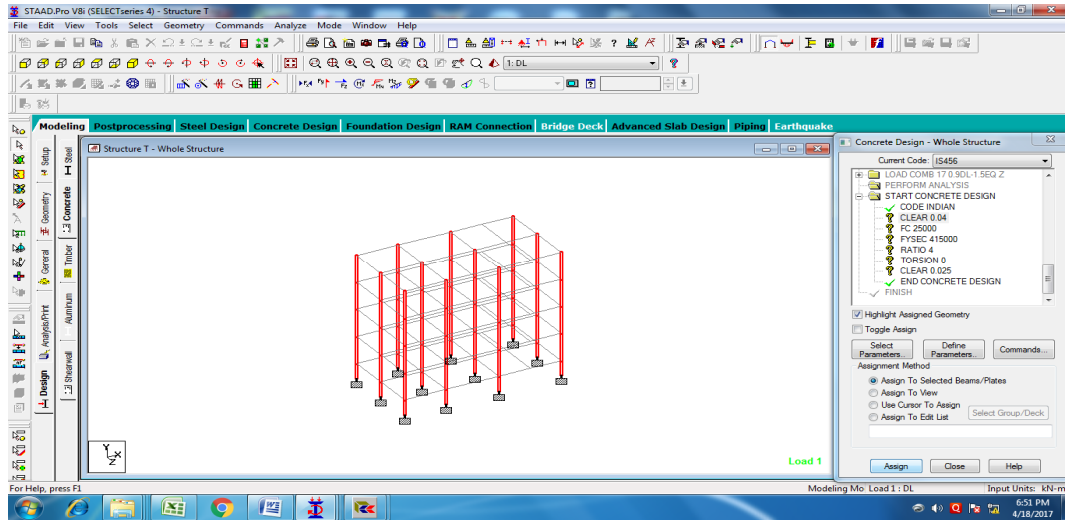 STAAD.Pro V8i (SELECTseries 4) - Structure T
File Edit View Tools Select Geometry Commands Analyze Mode Window Help
1: DL
Modeling Postprocessing Steel Design Concrete Design Foundation Design RAM Connection Bridge Deck Advanced Slab Design Piping Earthquake
Setup
Geometry
General
Analysis/Print
Design
Steel
Concrete
Timber
Aluminum
Shearwall
Structure T - Whole Structure
Y
X
Z
Load 1
Concrete Design - Whole Structure
Current Code: IS456
LOAD COMB 17 0.9DL-1.5EQ Z
PERFORM ANALYSIS
START CONCRETE DESIGN
CODE INDIAN
CLEAR 0.04
FC 25000
FYSEC 415000
RATIO 4
TORSION 0
CLEAR 0.025
END CONCRETE DESIGN
FINISH
Highlight Assigned Geometry
Toggle Assign
Select Parameters..
Define Parameters..
Commands...
Assignment Method
Assign To Selected Beams/Plates
Assign To View
Use Cursor To Assign
Assign To Edit List
Select Group/Deck
Assign Close Help
For Help, press F1
Modeling Mo Load 1 : DL Input Units: kN-m
6:51 PM
4/18/2017